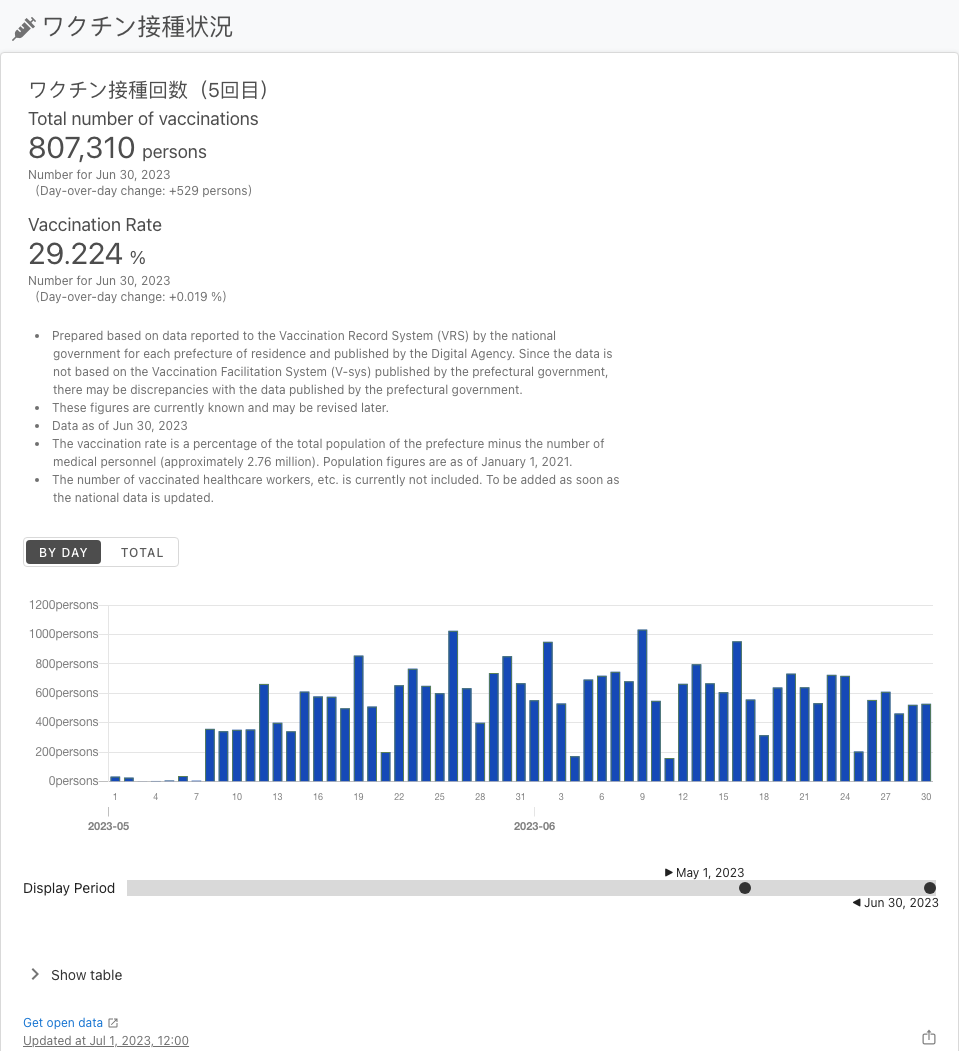 ワクチン接種状況
ワクチン接種回数（5回目）
Total number of vaccinations
807,310 persons
Number for Jun 30, 2023
（Day-over-day change: +529 persons）
Vaccination Rate
29.224 %
Number for Jun 30, 2023
（Day-over-day change: +0.019 %）
• Prepared based on data reported to the Vaccination Record System (VRS) by the national
government for each prefecture of residence and published by the Digital Agency. Since the data is
not based on the Vaccination Facilitation System (V-sys) published by the prefectural government,
there may be discrepancies with the data published by the prefectural government.
• These figures are currently known and may be revised later.
• Data as of Jun 30, 2023
• The vaccination rate is a percentage of the total population of the prefecture minus the number of
medical personnel (approximately 2.76 million). Population figures are as of January 1, 2021.
• The number of vaccinated healthcare workers, etc. is currently not included. To be added as soon as
the national data is updated.
BY DAY TOTAL
1200persons
1000persons
800persons
600persons
400persons
200persons
0persons
1 4 7 10 13 16 19 22 25 28 31 3 6 9 12 15 18 21 24 27 30
2023-05 2023-06
▶ May 1, 2023
Display Period
◀ Jun 30, 2023
Show table
Get open data
Updated at Jul 1, 2023, 12:00